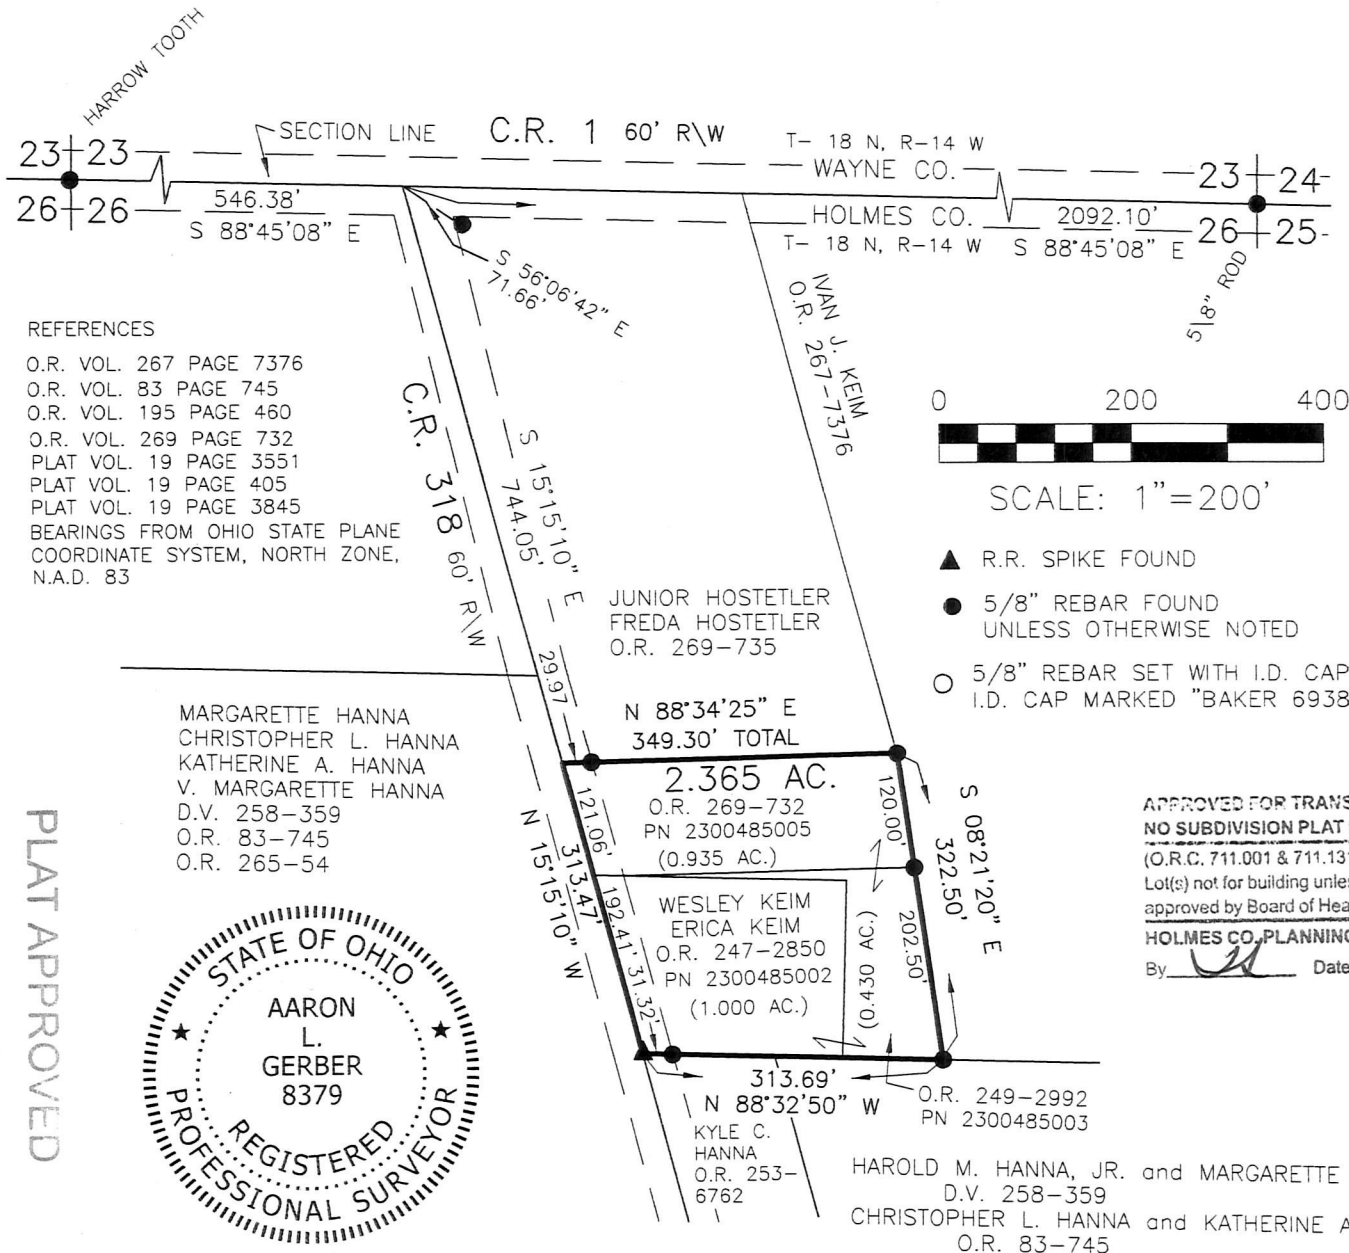 HARROW TOOTH
SECTION LINE
C.R. 1 60' R\W
T- 18 N, R-14 W
WAYNE CO.
23 23
23 24
26 26
26 25
546.38'
S 88°45'08" E
HOLMES CO.
T- 18 N, R-14 W
2092.10'
S 88°45'08" E
5/8" ROD
S 56°06'42" E
71.66'
IVAN J. KEIM
O.R. 267-7376
REFERENCES
O.R. VOL. 267 PAGE 7376
O.R. VOL. 83 PAGE 745
O.R. VOL. 195 PAGE 460
O.R. VOL. 269 PAGE 732
PLAT VOL. 19 PAGE 3551
PLAT VOL. 19 PAGE 405
PLAT VOL. 19 PAGE 3845
BEARINGS FROM OHIO STATE PLANE
COORDINATE SYSTEM, NORTH ZONE,
N.A.D. 83
C.R. 318 60' R\W
S 15°15'10" E
744.05'
29.97
0 200 400
SCALE: 1"=200'
R.R. SPIKE FOUND
5/8" REBAR FOUND
UNLESS OTHERWISE NOTED
5/8" REBAR SET WITH I.D. CAP
I.D. CAP MARKED "BAKER 6938
JUNIOR HOSTETLER
FREDA HOSTETLER
O.R. 269-735
N 88°34'25" E
349.30' TOTAL
2.365 AC.
O.R. 269-732
PN 2300485005
(0.935 AC.)
MARGARETTE HANNA
CHRISTOPHER L. HANNA
KATHERINE A. HANNA
V. MARGARETTE HANNA
D.V. 258-359
O.R. 83-745
O.R. 265-54
121.06'
313.47'
N 15°15'10" W
192.41'
31.32'
120.00'
S 08°21'20" E
322.50'
202.50'
WESLEY KEIM
ERICA KEIM
O.R. 247-2850
PN 2300485002
(1.000 AC.)
(0.430 AC.)
313.69'
N 88°32'50" W
O.R. 249-2992
PN 2300485003
KYLE C.
HANNA
O.R. 253-
6762
HAROLD M. HANNA, JR. and MARGARETTE
D.V. 258-359
CHRISTOPHER L. HANNA and KATHERINE A
O.R. 83-745
APPROVED FOR TRANS
NO SUBDIVISION PLAT
(O.R.C. 711.001 & 711.131
Lot(s) not for building unles
approved by Board of Hea
HOLMES CO. PLANNING
By Date
PLAT APPROVED
STATE OF OHIO
AARON
L.
GERBER
8379
REGISTERED
PROFESSIONAL SURVEYOR